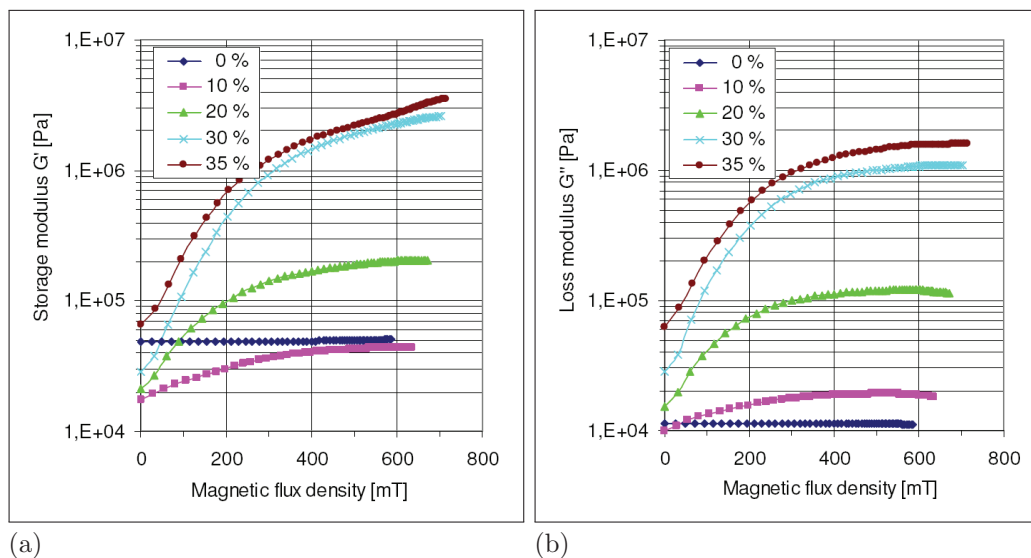 1,E+07
0 %
10 %
20 %
30 %
35 %
1,E+06
1,E+05
1,E+04
Storage modulus G' [Pa]
0 200 400 600 800
Magnetic flux density [mT]
(a)
1,E+07
0 %
10 %
20 %
30 %
35 %
1,E+06
1,E+05
1,E+04
Loss modulus G" [Pa]
0 200 400 600 800
Magnetic flux density [mT]
(b)